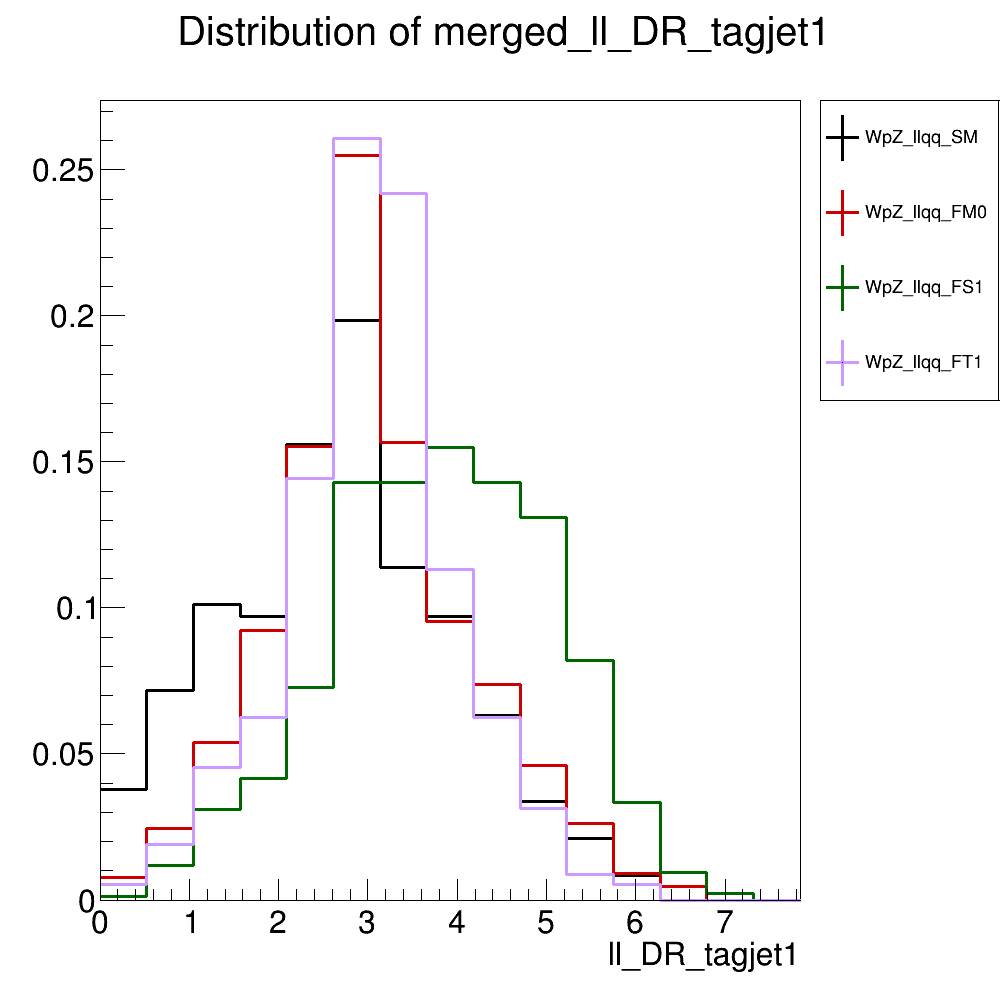 Distribution of merged_ll_DR_tagjet1
WpZ_llqq_SM
WpZ_llqq_FM0
WpZ_llqq_FS1
WpZ_llqq_FT1
0.25
0.2
0.15
0.1
0.05
0
0 1 2 3 4 5 6 7
ll_DR_tagjet1